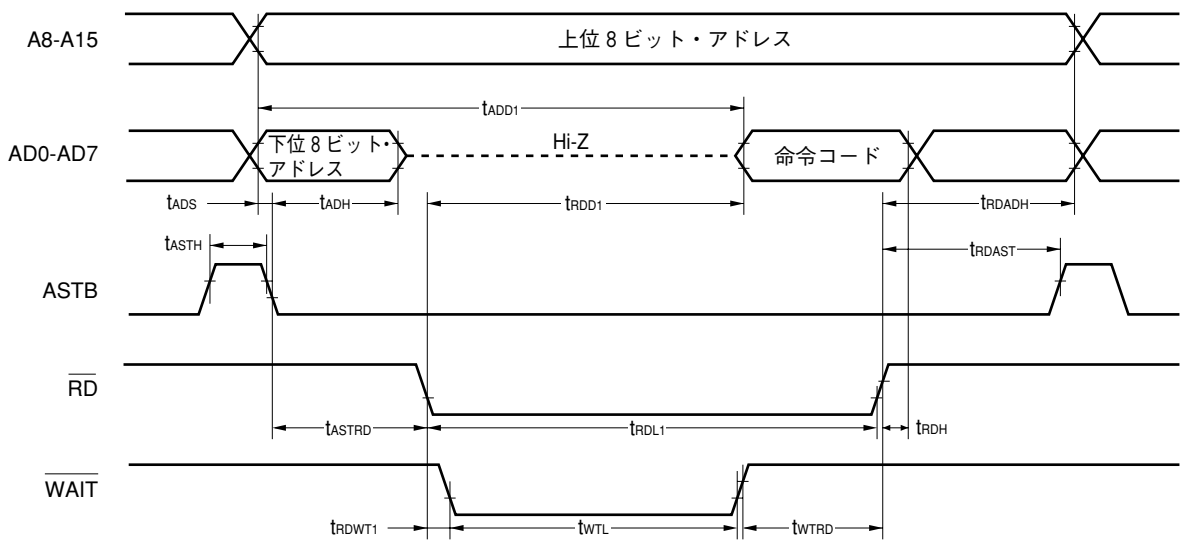 A8-A15
上位 8 ビット・アドレス
tADD1
AD0-AD7
下位 8 ビット・
アドレス
Hi-Z
命令コード
tADS
tADH
tRDD1
tRDADH
tASTH
tRDAST
ASTB
RD
tASTRD
tRDL1
tRDH
WAIT
tRDWT1
tWTL
tWTRD